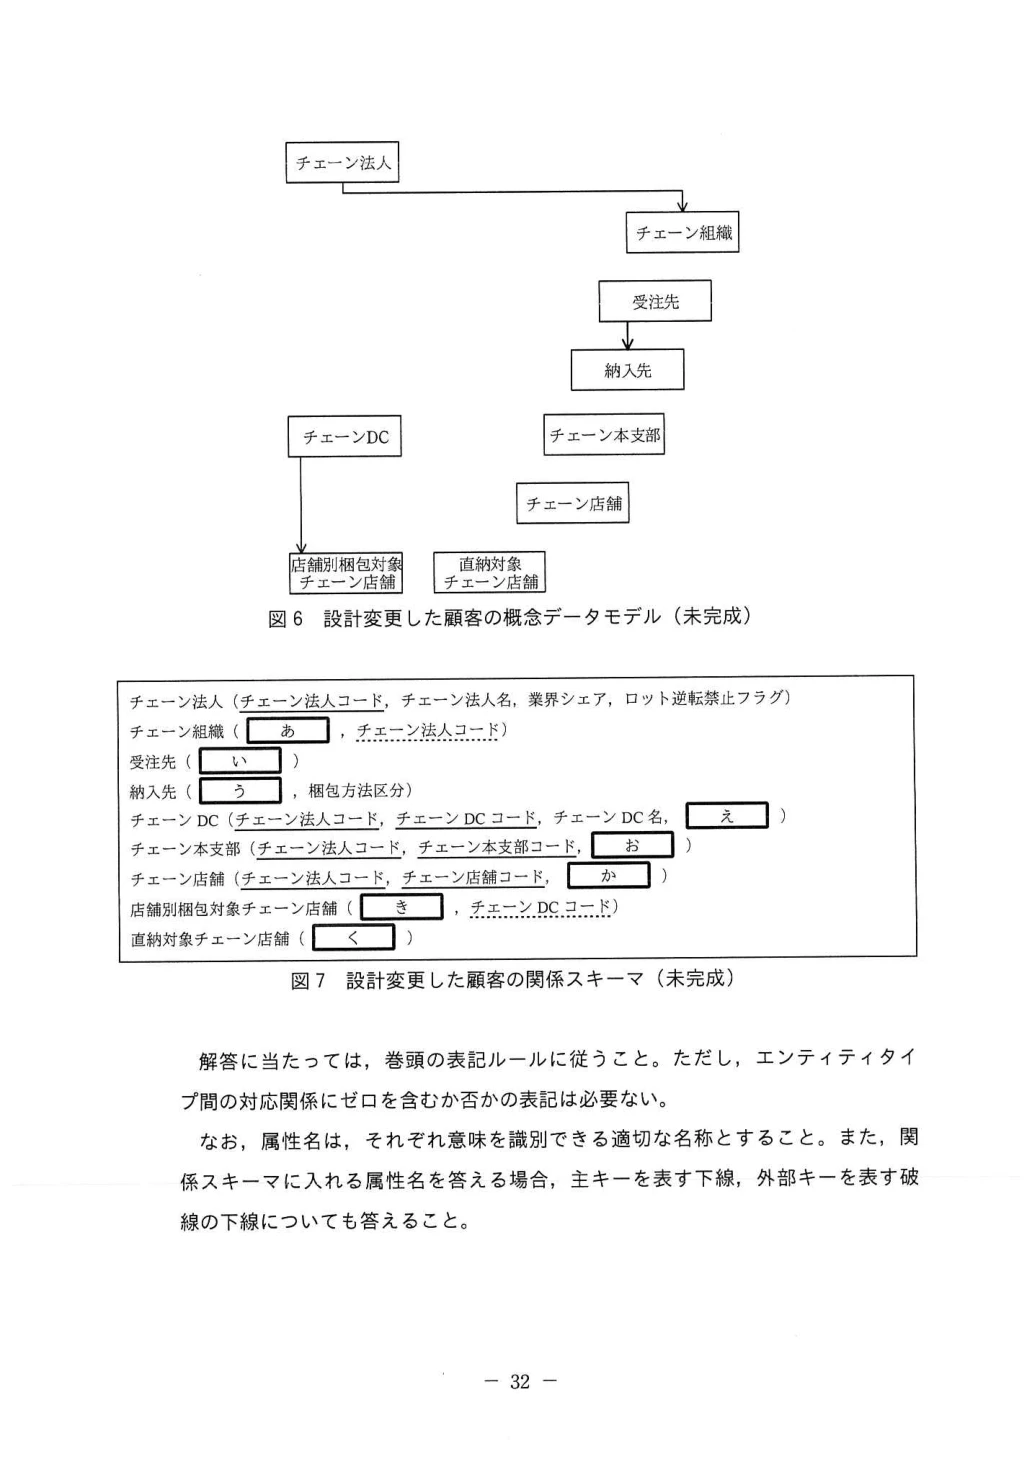 チェーン法人
チェーン組織
受注先
納入先
チェーンDC
チェーン本支部
チェーン店舗
店舗別梱包対象
チェーン店舗
直納対象
チェーン店舗
図6 設計変更した顧客の概念データモデル（未完成）
チェーン法人（チェーン法人コード，チェーン法人名，業界シェア，ロット逆転禁止フラグ）
チェーン組織（ あ ，チェーン法人コード）
受注先（ い ）
納入先（ う ，梱包方法区分）
チェーン DC（チェーン法人コード，チェーン DC コード，チェーン DC 名， え ）
チェーン本支部（チェーン法人コード，チェーン本支部コード， お ）
チェーン店舗（チェーン法人コード，チェーン店舗コード， か ）
店舗別梱包対象チェーン店舗（ き ，チェーン DC コード）
直納対象チェーン店舗（ く ）
図7 設計変更した顧客の関係スキーマ（未完成）
解答に当たっては，巻頭の表記ルールに従うこと。ただし，エンティティタイ
プ間の対応関係にゼロを含むか否かの表記は必要ない。
なお，属性名は，それぞれ意味を識別できる適切な名称とすること。また，関
係スキーマに入れる属性名を答える場合，主キーを表す下線，外部キーを表す破
線の下線についても答えること。
－ 32 －